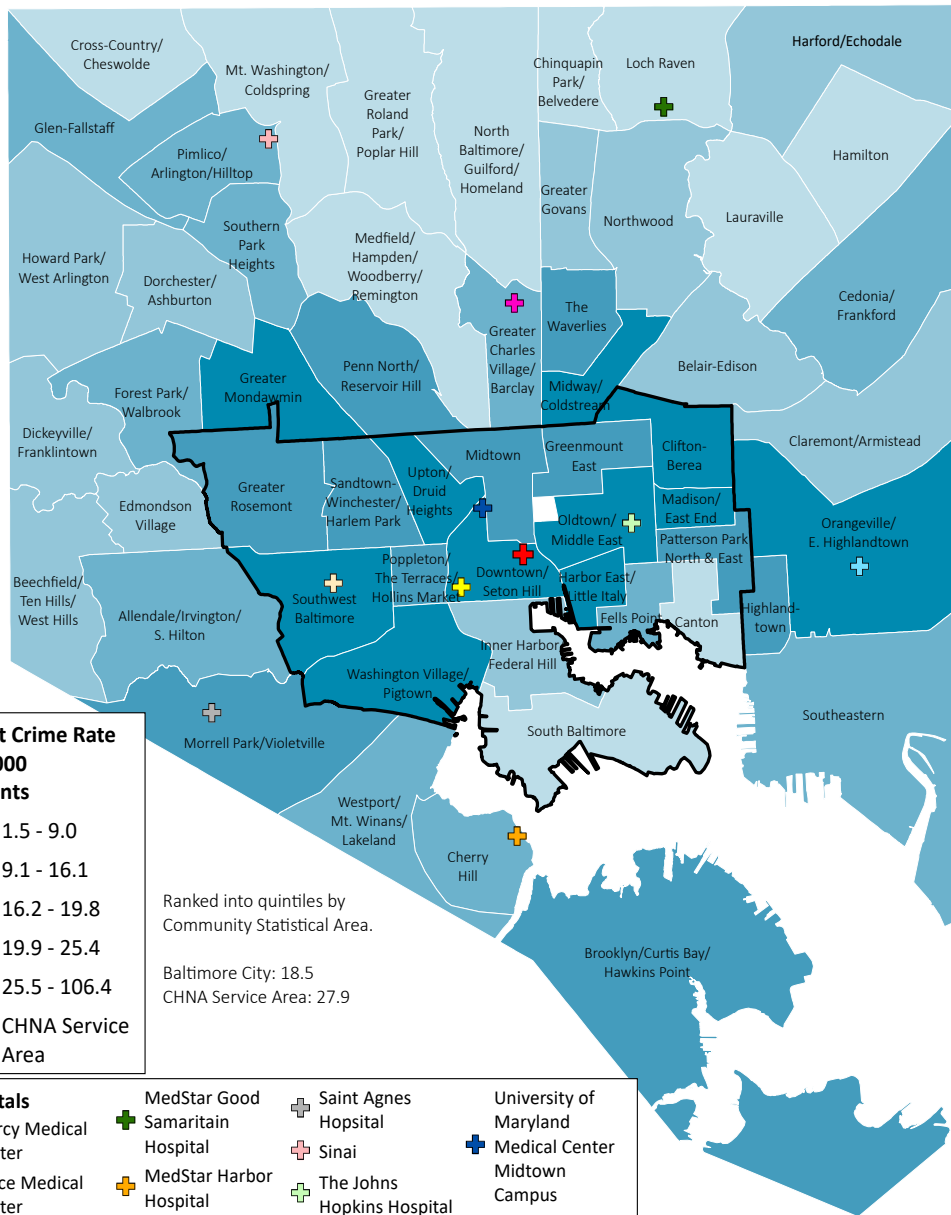 Cross-Country/
Cheswolde
Mt. Washington/
Coldspring
Greater
Roland
Park/
Poplar Hill
North
Baltimore/
Guilford/
Homeland
Chinquapin
Park/
Belvedere
Loch Raven
Harford/Echodale
Glen-Fallstaff
Pimlico/
Arlington/Hilltop
Hamilton
Greater
Govans
Northwood
Lauraville
Southern
Park
Heights
Medfield/
Hampden/
Woodberry/
Remington
Howard Park/
West Arlington
Dorchester/
Ashburton
Cedonia/
Frankford
The
Waverlies
Greater
Charles
Village/
Barclay
Penn North/
Reservoir Hill
Belair-Edison
Greater
Mondawmin
Midway/
Coldstream
Forest Park/
Walbrook
Dickeyville/
Franklintown
Claremont/Armistead
Midtown
Greenmount
East
Clifton-
Berea
Upton/
Druid
Heights
Greater
Rosemont
Sandtown-
Winchester/
Harlem Park
Edmondson
Village
Madison/
East End
Orangeville/
E. Highlandtown
Oldtown/
Middle East
Patterson Park
North & East
Poppleton/
The Terraces/
Hollins Market
Downtown/
Seton Hill
Harbor East/
Little Italy
Beechfield/
Ten Hills/
West Hills
Southwest
Baltimore
Allendale/Irvington/
S. Hilton
Fells Point
Canton
Highland-
town
Inner Harbor/
Federal Hill
Washington Village/
Pigtown
Southeastern
South Baltimore
Morrell Park/Violetville
Westport/
Mt. Winans/
Lakeland
Cherry
Hill
Brooklyn/Curtis Bay/
Hawkins Point
t Crime Rate
000
nts
1.5 - 9.0
9.1 - 16.1
16.2 - 19.8
19.9 - 25.4
25.5 - 106.4
CHNA Service
Area
Ranked into quintiles by
Community Statistical Area.
Baltimore City: 18.5
CHNA Service Area: 27.9
tals
rcy Medical
ter
ce Medical
ter
MedStar Good
Samaritain
Hospital
MedStar Harbor
Hospital
Saint Agnes
Hopsital
Sinai
The Johns
Hopkins Hospital
University of
Maryland
Medical Center
Midtown
Campus